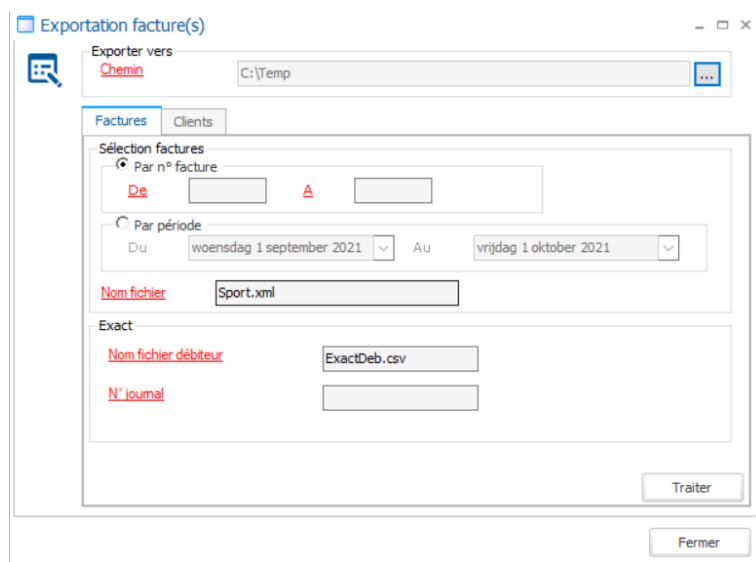 Exportation facture(s)
Exporter vers
Chemin C:\Temp ...
Factures Clients
Sélection factures
Par n° facture
De A
Par période
Du woensdag 1 september 2021 Au vrijdag 1 oktober 2021
Nom fichier Sport.xml
Exact
Nom fichier débiteur ExactDeb.csv
N° journal
Traiter
Fermer